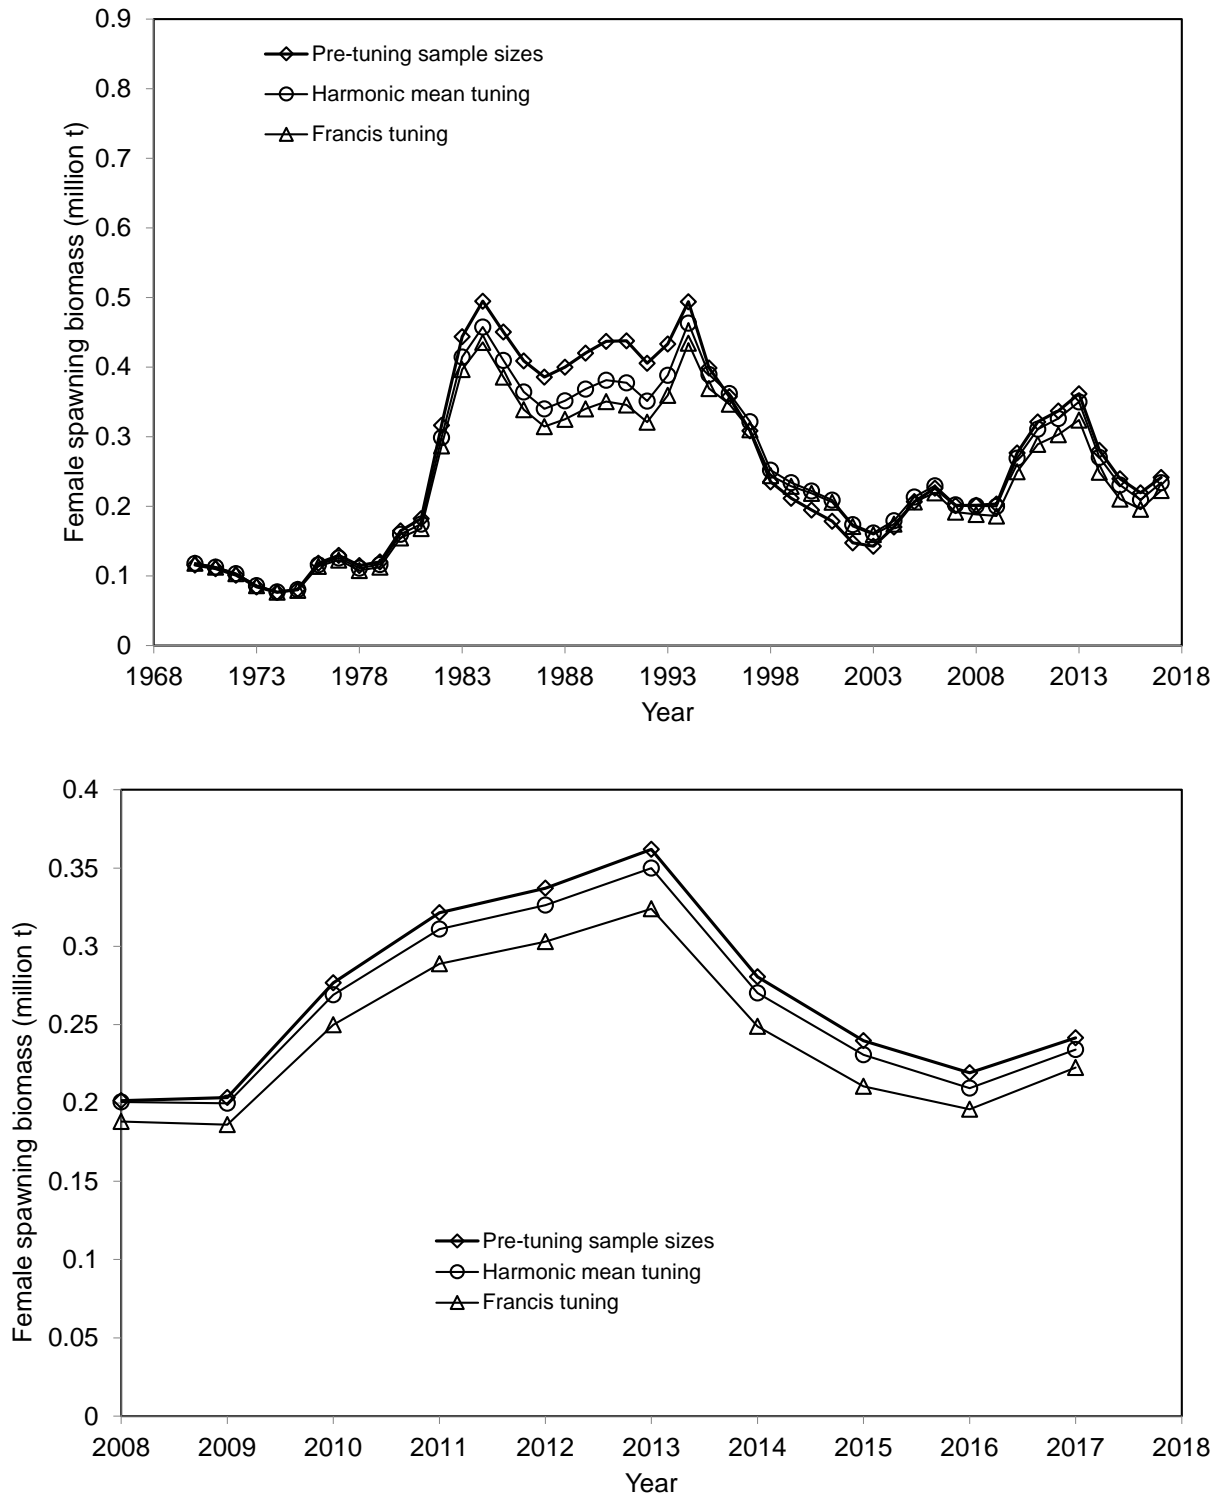 0.9
0.8
0.7
0.6
0.5
0.4
0.3
0.2
0.1
0
Female spawning biomass (million t)
Pre-tuning sample sizes
Harmonic mean tuning
Francis tuning
1968 1973 1978 1983 1988 1993 1998 2003 2008 2013 2018
Year
0.4
0.35
0.3
0.25
0.2
0.15
0.1
0.05
0
Female spawning biomass (million t)
Pre-tuning sample sizes
Harmonic mean tuning
Francis tuning
2008 2009 2010 2011 2012 2013 2014 2015 2016 2017 2018
Year